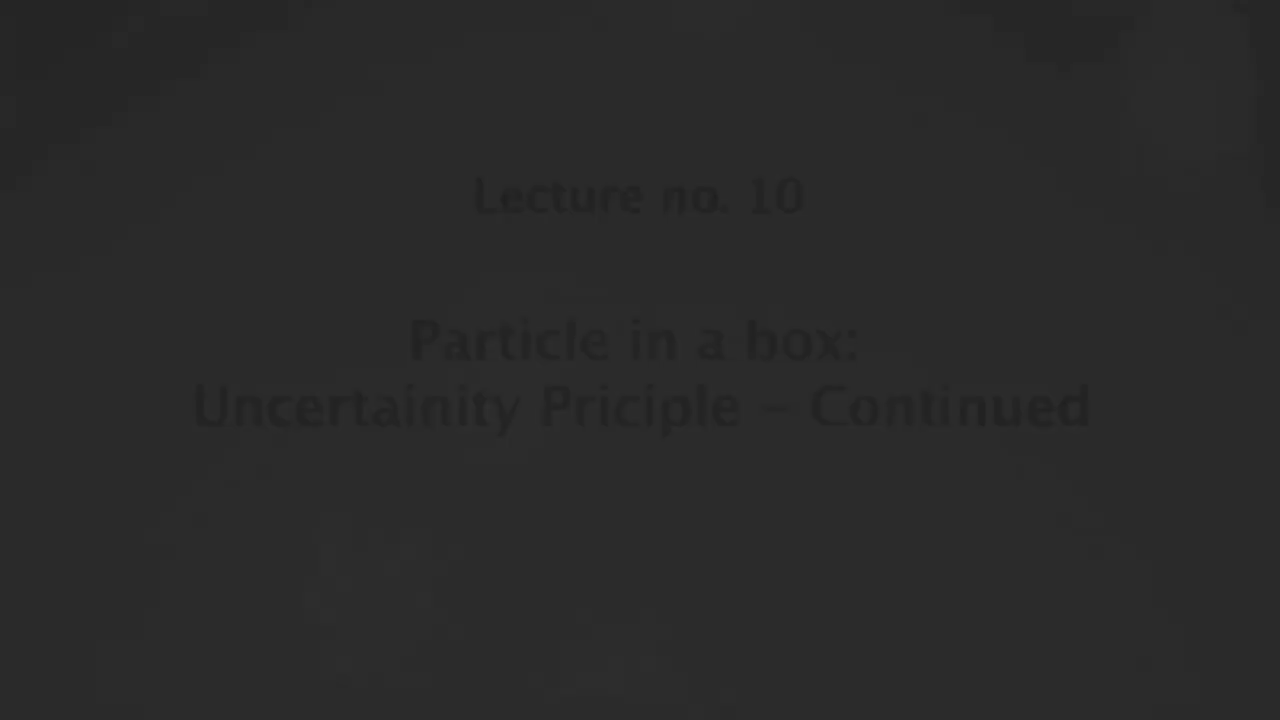 Lecture no. 10
Particle in a box:
Uncertainity Priciple – Continued